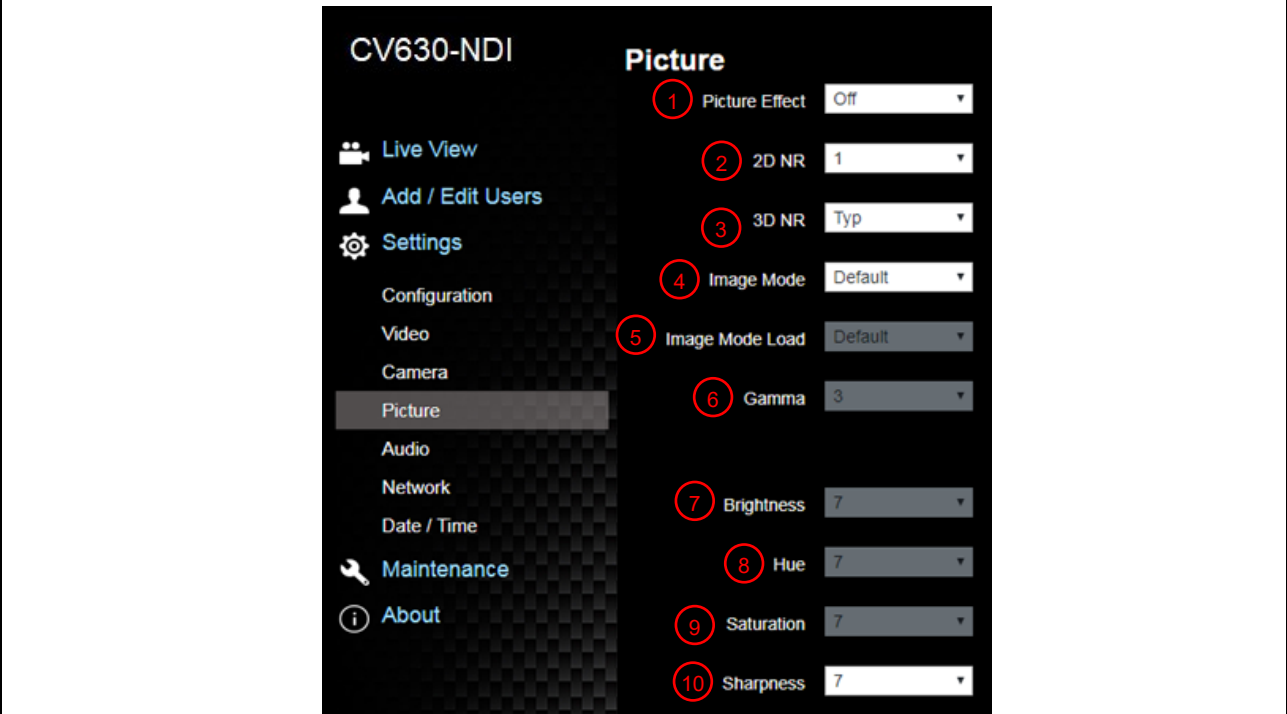 CV630-NDI
Live View
Add / Edit Users
Settings
Configuration
Video
Camera
Picture
Audio
Network
Date / Time
Maintenance
About
Picture
1 Picture Effect Off
2 2D NR 1
3 3D NR Typ
4 Image Mode Default
5 Image Mode Load Default
6 Gamma 3
7 Brightness 7
8 Hue 7
9 Saturation 7
10 Sharpness 7